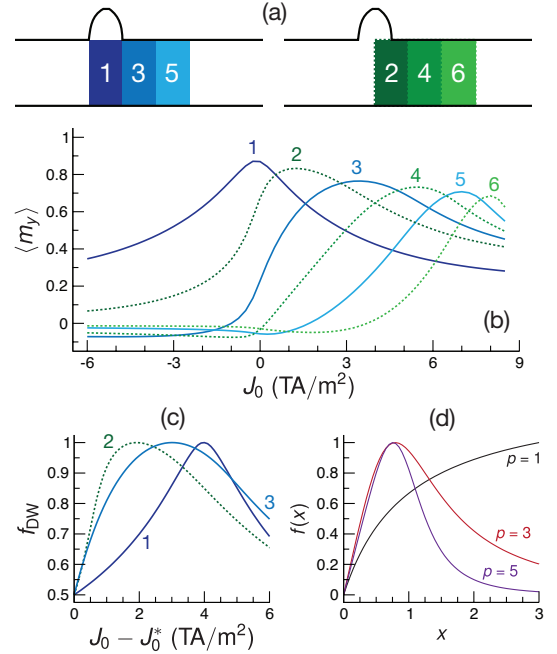 (a)
1 3 5
2 4 6
1
0.8
0.6
0.4
0.2
0
⟨m_y⟩
1 2 3 4 5 6
(b)
-6 -3 0 3 6 9
J_0 (TA/m²)
(c)
1
0.9
0.8
0.7
0.6
0.5
f_DW
2
1
3
0 2 4 6
J_0 − J_0^* (TA/m²)
(d)
1
0.8
0.6
0.4
0.2
0
f(x)
p = 1
p = 3
p = 5
0 1 2 3
x